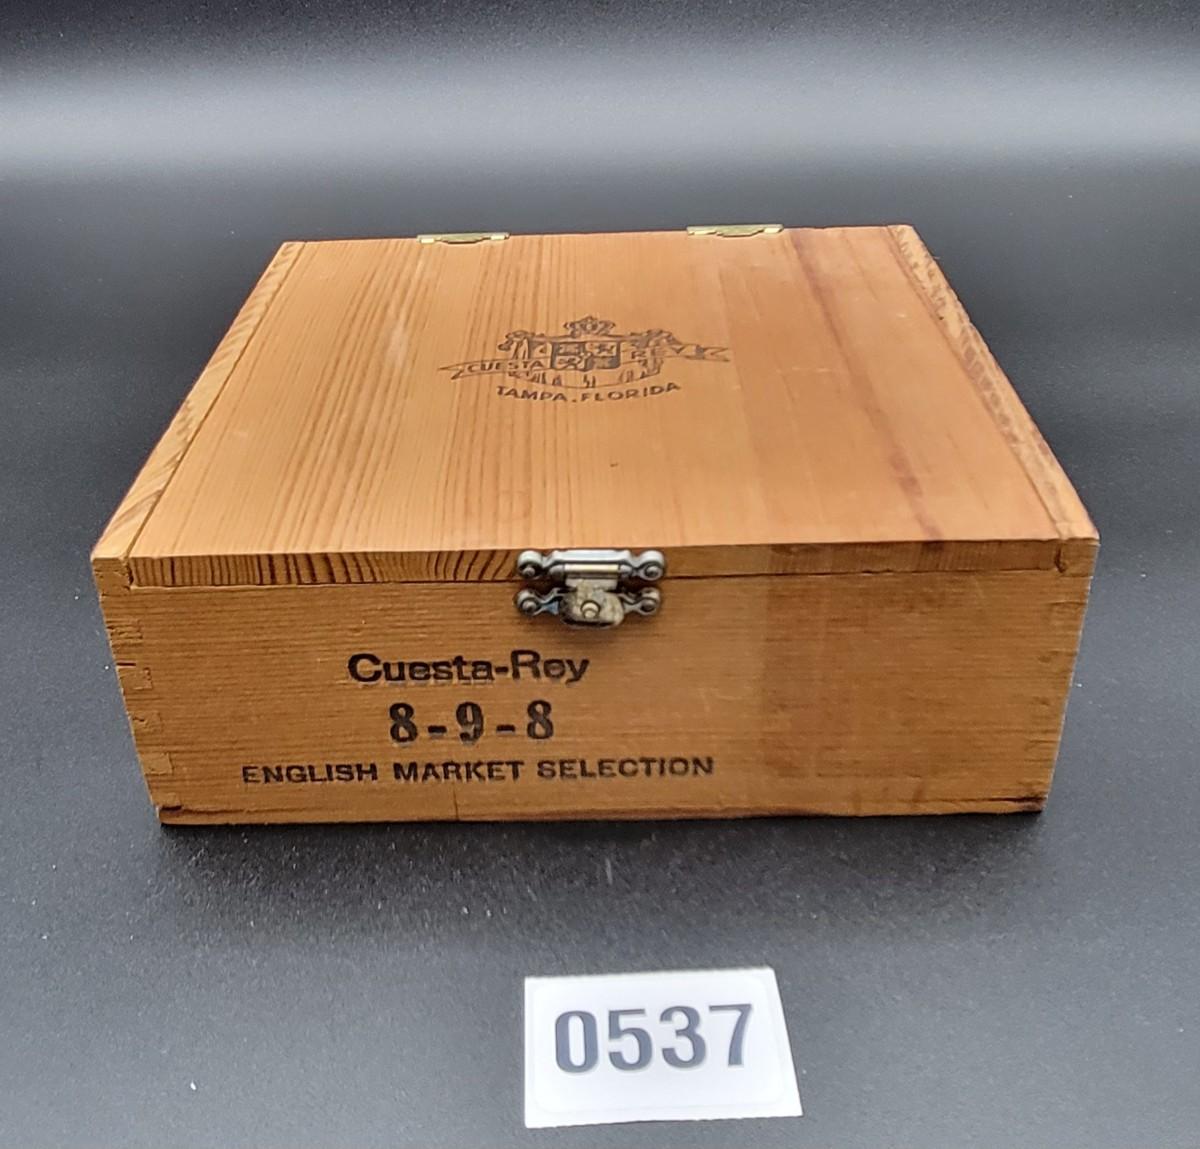 CUESTA REY
TAMPA.FLORIDA
Cuesta-Rey
8-9-8
ENGLISH MARKET SELECTION
0537